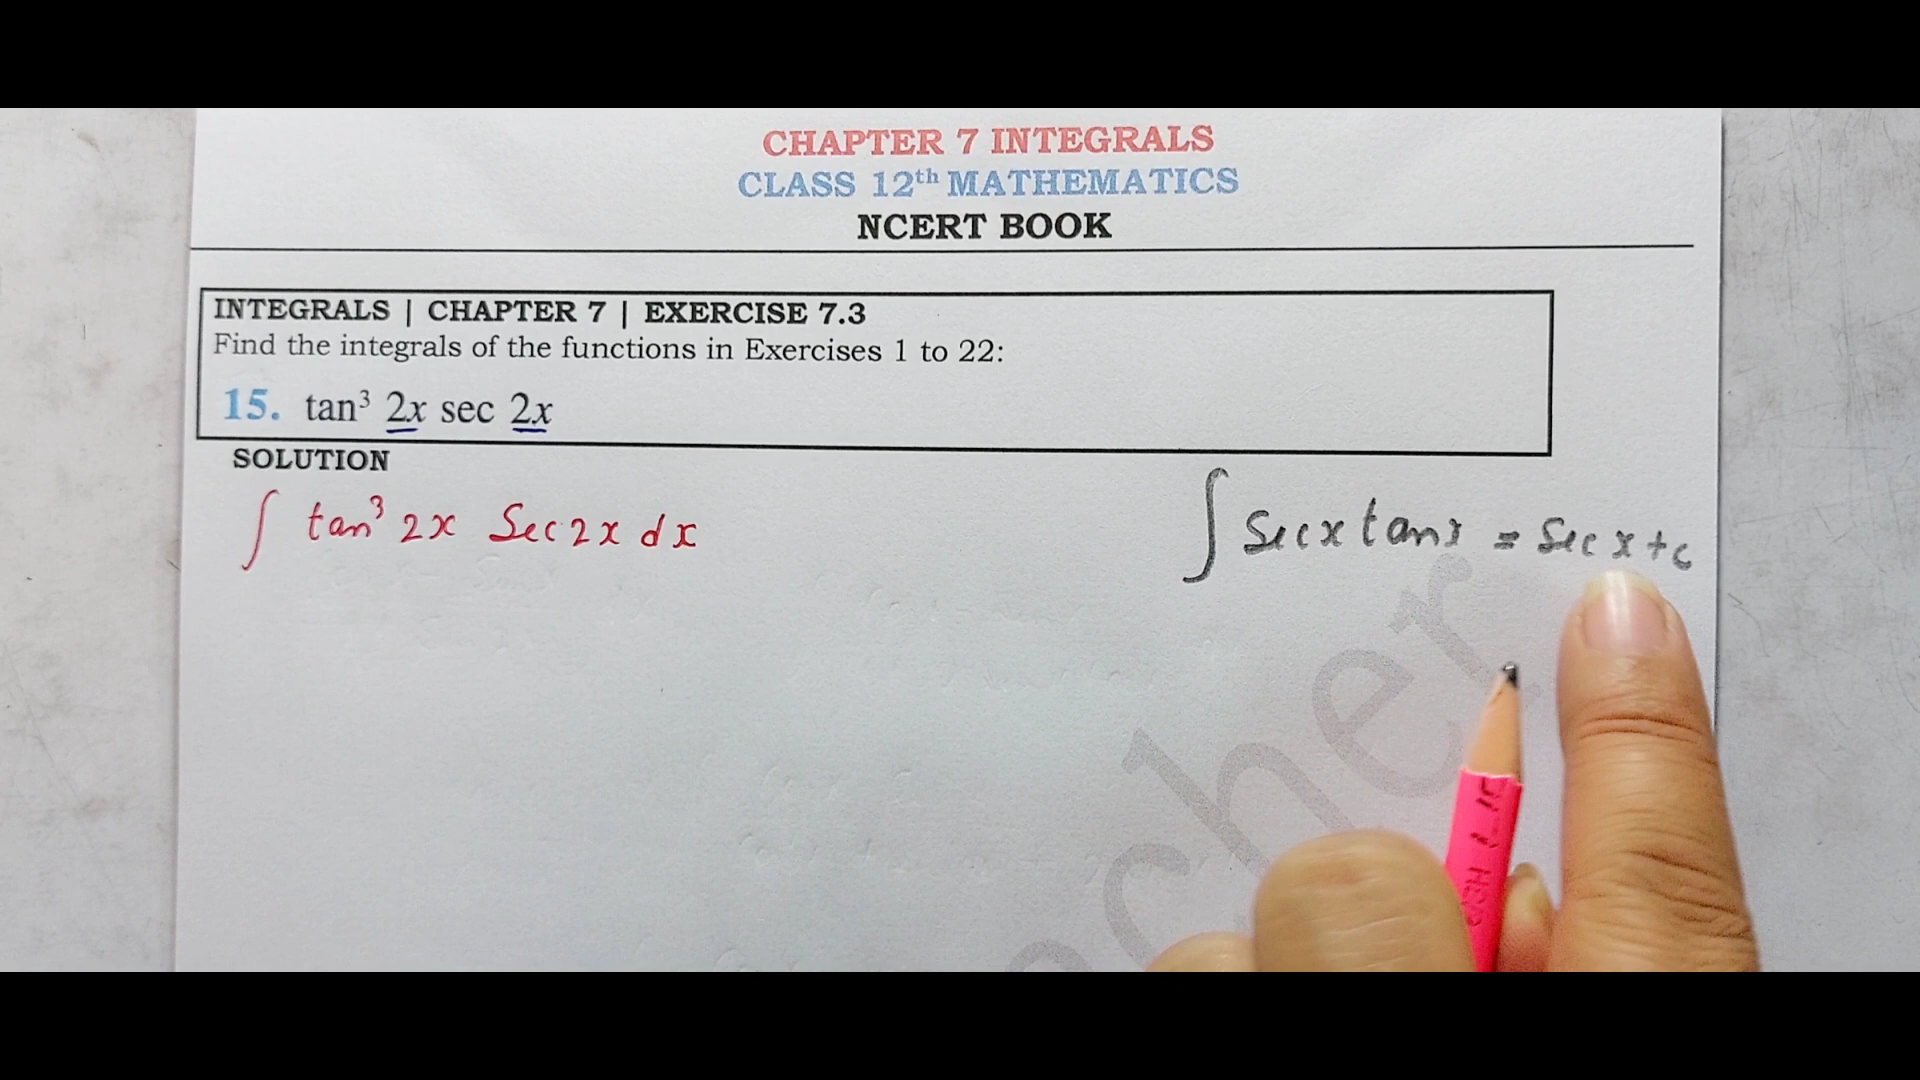 CHAPTER 7 INTEGRALS
CLASS 12th MATHEMATICS
NCERT BOOK
INTEGRALS | CHAPTER 7 | EXERCISE 7.3
Find the integrals of the functions in Exercises 1 to 22:
15. tan³ 2x sec 2x
SOLUTION
∫ tan³ 2x Sec 2x dx
∫ Secx tanx = Sec x + c